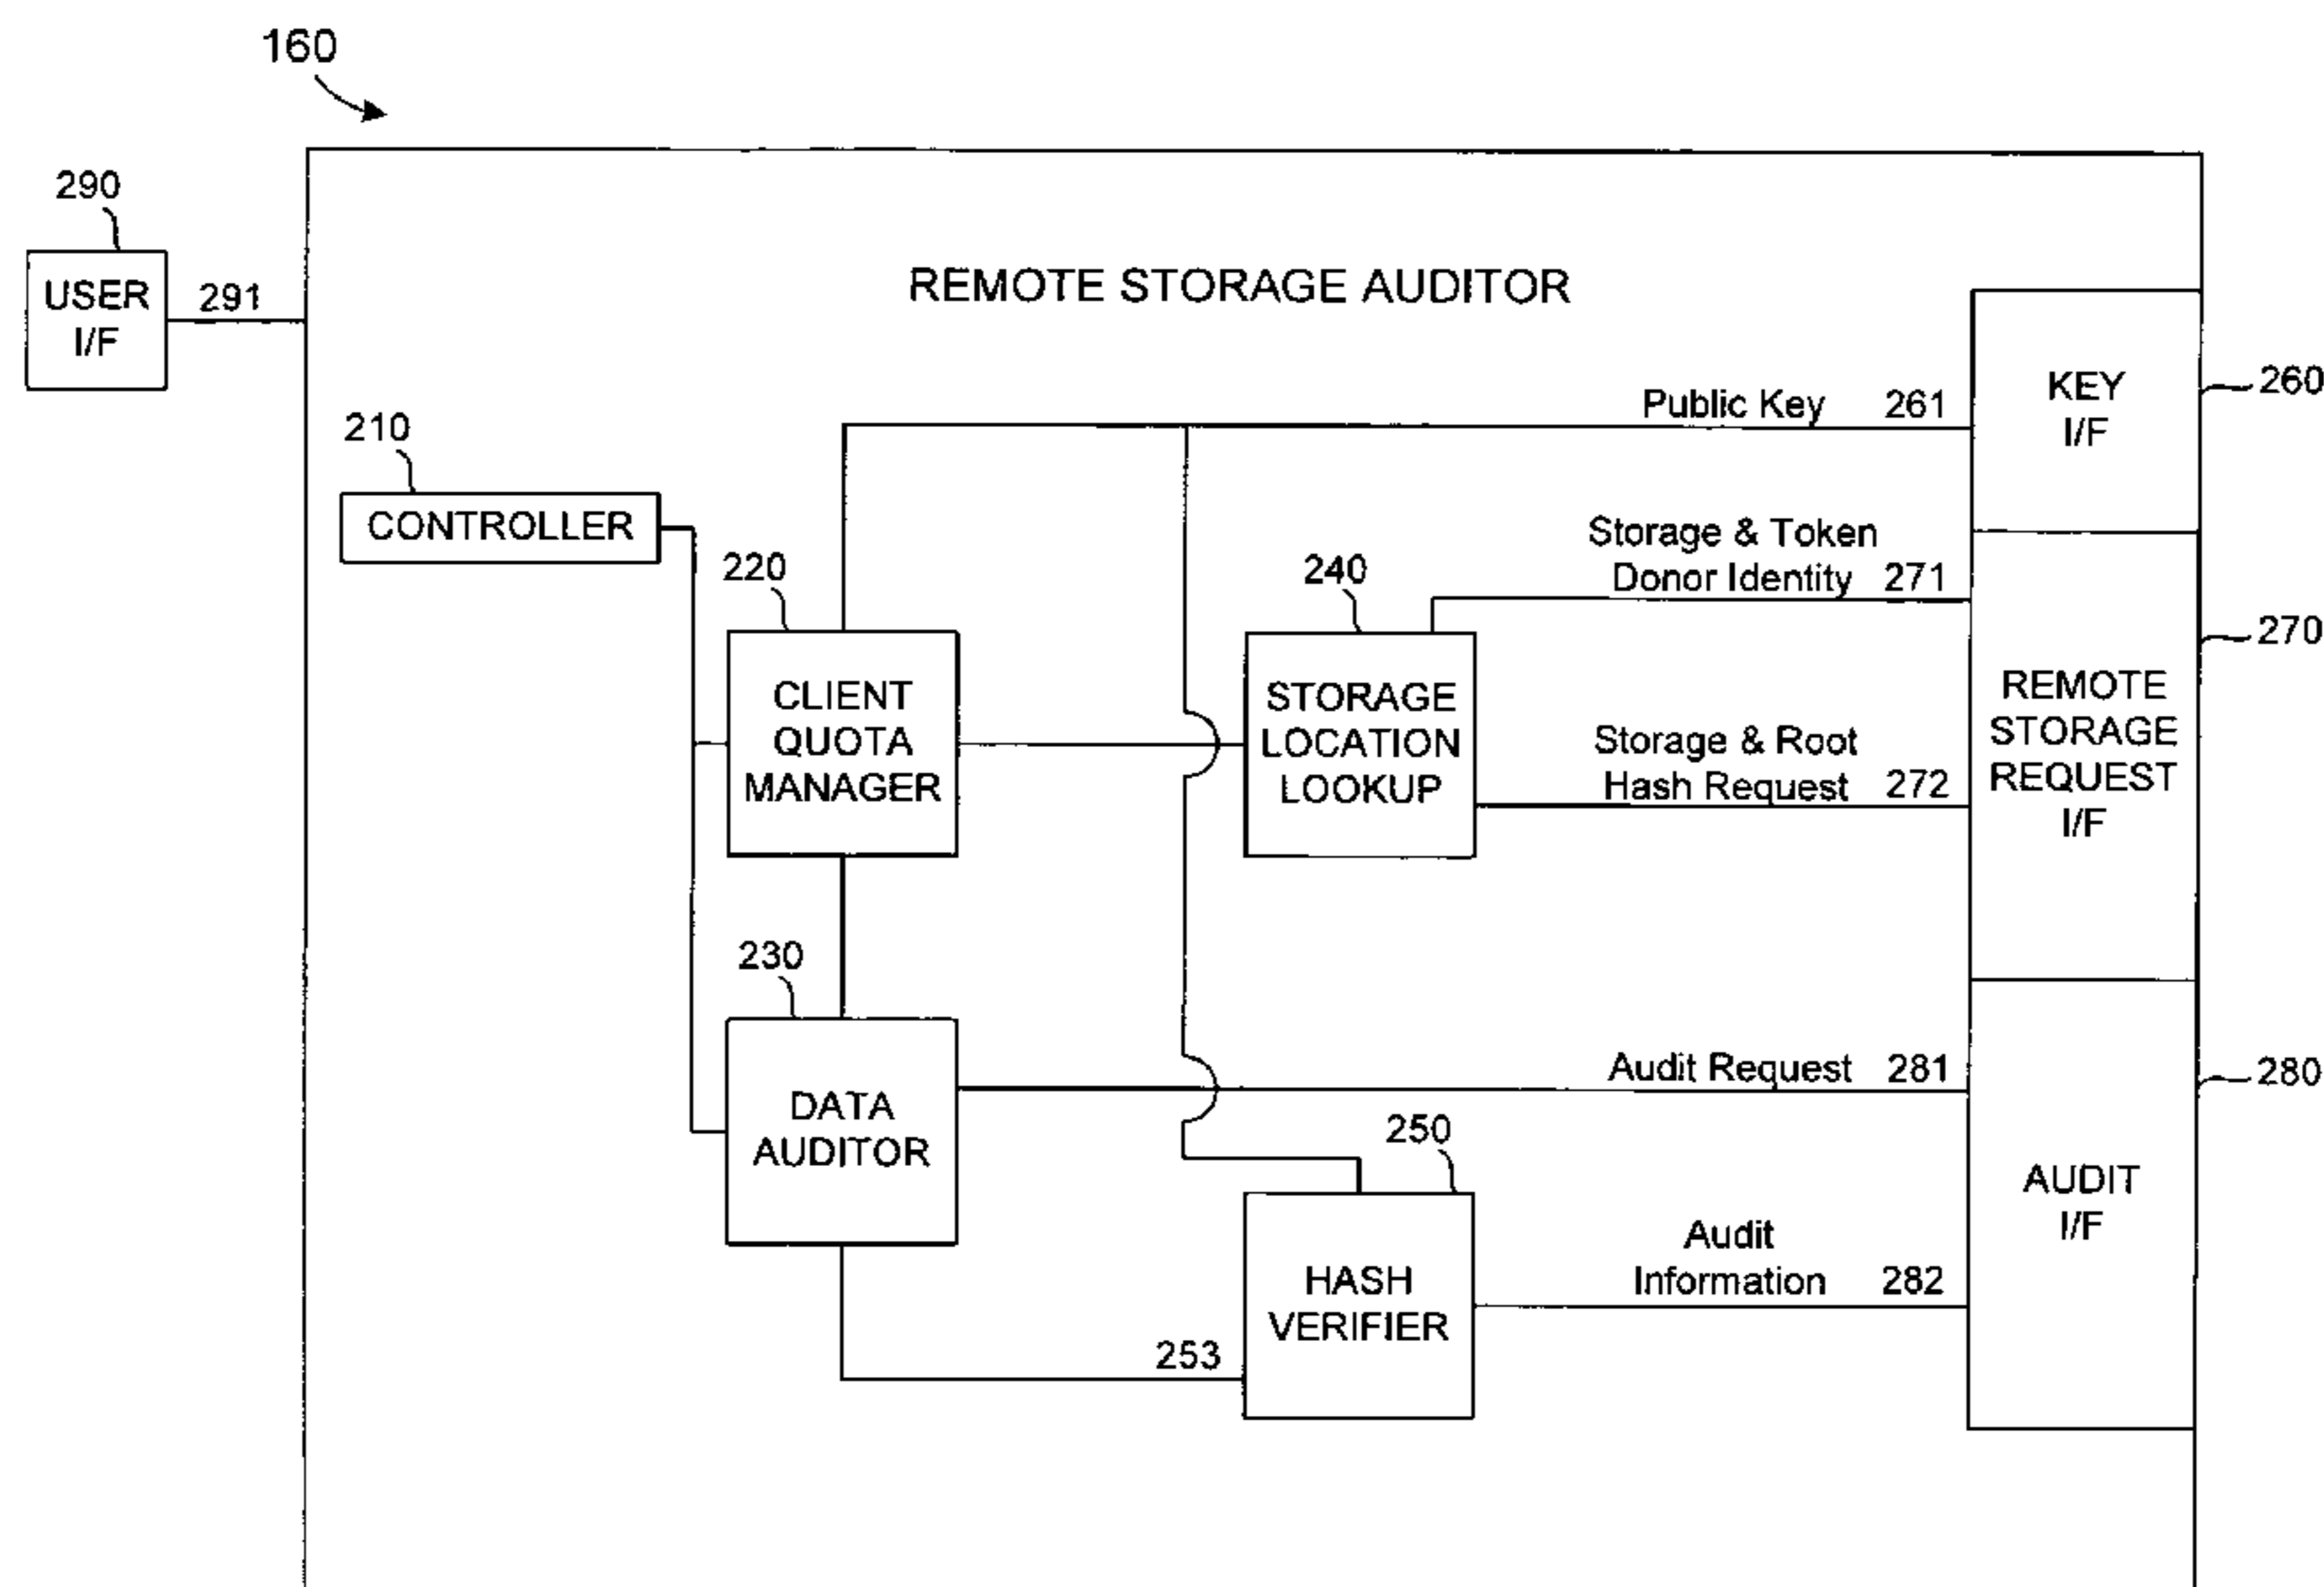 160
290
USER
I/F
291
REMOTE STORAGE AUDITOR
KEY
I/F
260
Public Key 261
210
CONTROLLER
Storage & Token
Donor Identity 271
220
240
270
CLIENT
QUOTA
MANAGER
STORAGE
LOCATION
LOOKUP
REMOTE
STORAGE
REQUEST
I/F
Storage & Root
Hash Request 272
230
Audit Request 281
280
DATA
AUDITOR
250
AUDIT
I/F
HASH
VERIFIER
Audit
Information 282
253